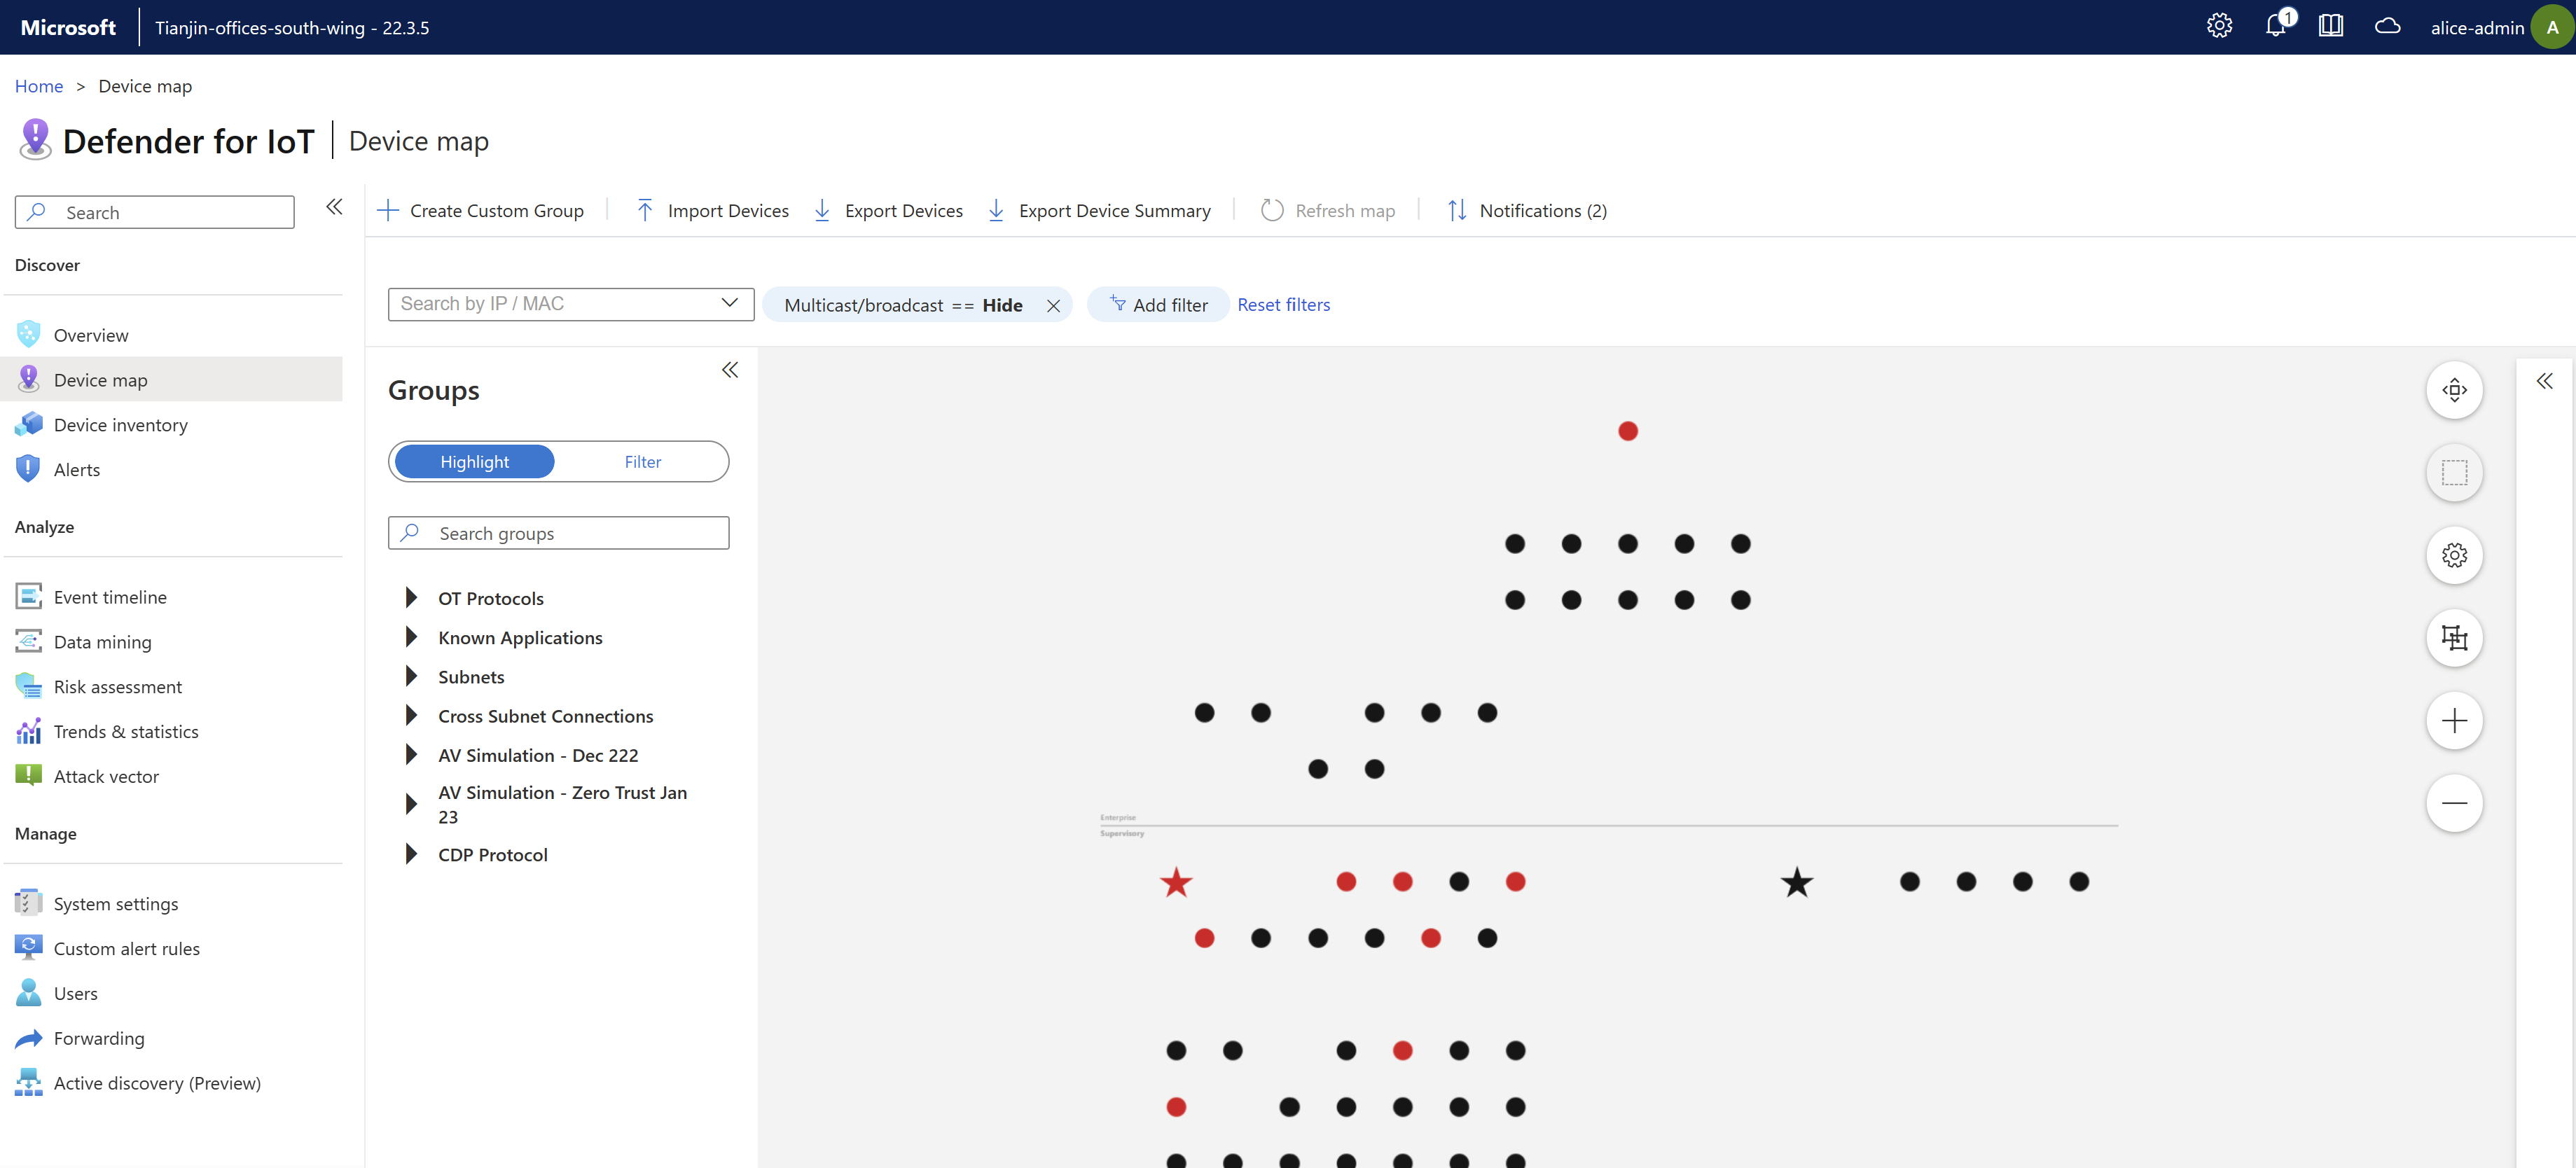 Microsoft
Tianjin-offices-south-wing - 22.3.5
1
alice-admin
A
Home > Device map
Defender for IoT
Device map
Search
Discover
Overview
Device map
Device inventory
Alerts
Analyze
Event timeline
Data mining
Risk assessment
Trends & statistics
Attack vector
Manage
System settings
Custom alert rules
Users
Forwarding
Active discovery (Preview)
Create Custom Group
Import Devices
Export Devices
Export Device Summary
Refresh map
Notifications (2)
Search by IP / MAC
Multicast/broadcast == Hide
Add filter
Reset filters
Groups
Highlight
Filter
Search groups
OT Protocols
Known Applications
Subnets
Cross Subnet Connections
AV Simulation - Dec 222
AV Simulation - Zero Trust Jan
23
CDP Protocol
Enterprise
Supervisory